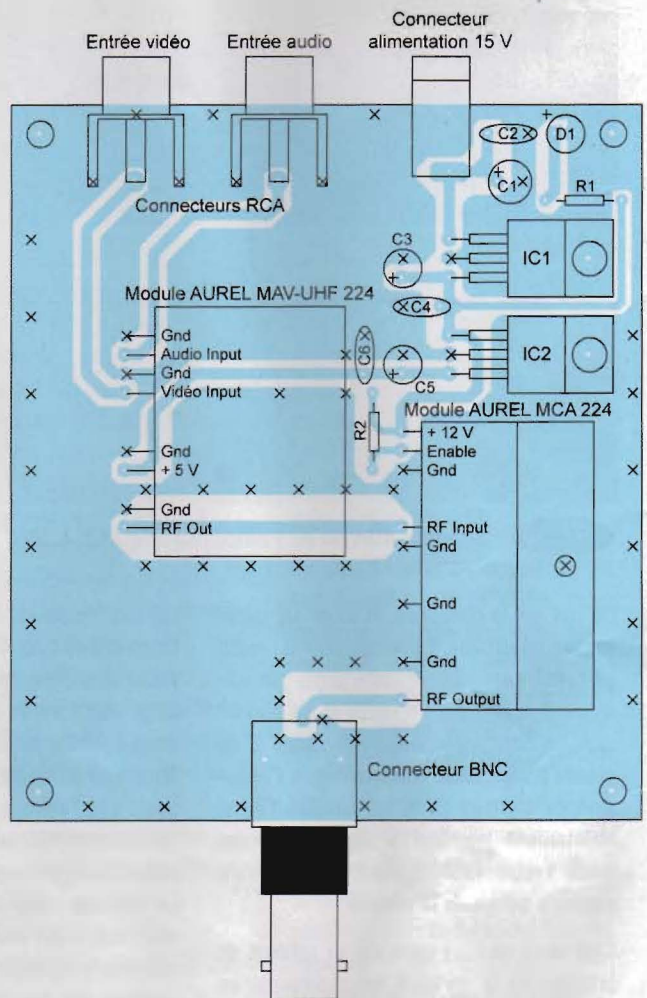 Connecteur
alimentation 15 V
Entrée vidéo
Entrée audio
C2
D1
C1
R1
Connecteurs RCA
C3
IC1
Module AUREL MAV-UHF 224
C4
IC2
Gnd
Audio Input
Gnd
Vidéo Input
C6
C5
Module AUREL MCA 224
R2
+ 12 V
Enable
Gnd
Gnd
+ 5 V
Gnd
RF Out
RF Input
Gnd
Gnd
Gnd
RF Output
Connecteur BNC